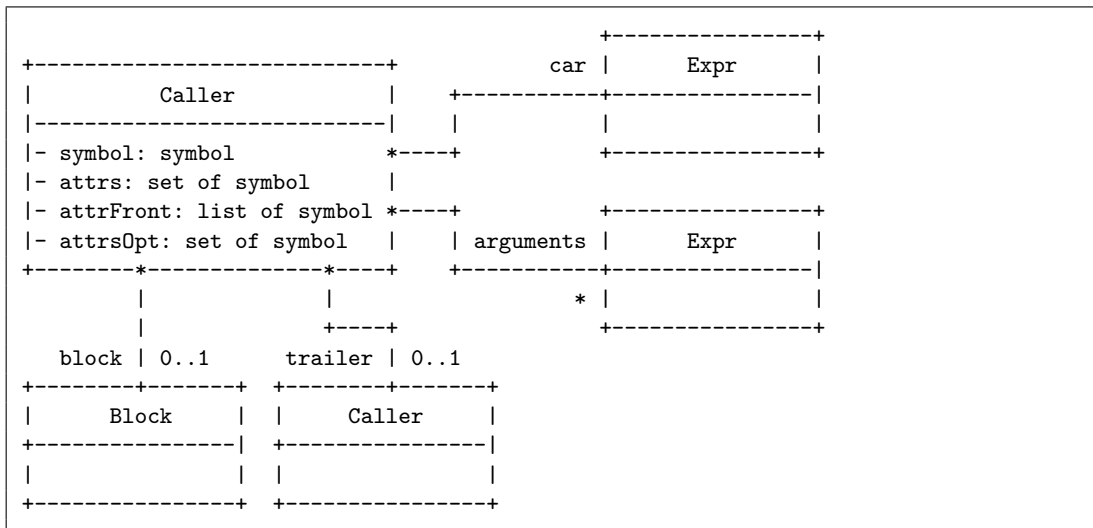 +----------------+
+----------------------------+            car |      Expr      |
|          Caller            |    +-----------+----------------|
|----------------------------|    |           |                |
|- symbol: symbol            *----+           +----------------+
|- attrs: set of symbol      |
|- attrFront: list of symbol *----+           +----------------+
|- attrsOpt: set of symbol   |    | arguments |      Expr      |
+--------*--------------*----+    +-----------+----------------|
         |              |                   * |                |
         |              +----+                +----------------+
   block | 0..1      trailer | 0..1
+--------+-------+  +--------+-------+
|      Block     |  |     Caller     |
+----------------|  +----------------|
|                |  |                |
+----------------+  +----------------+